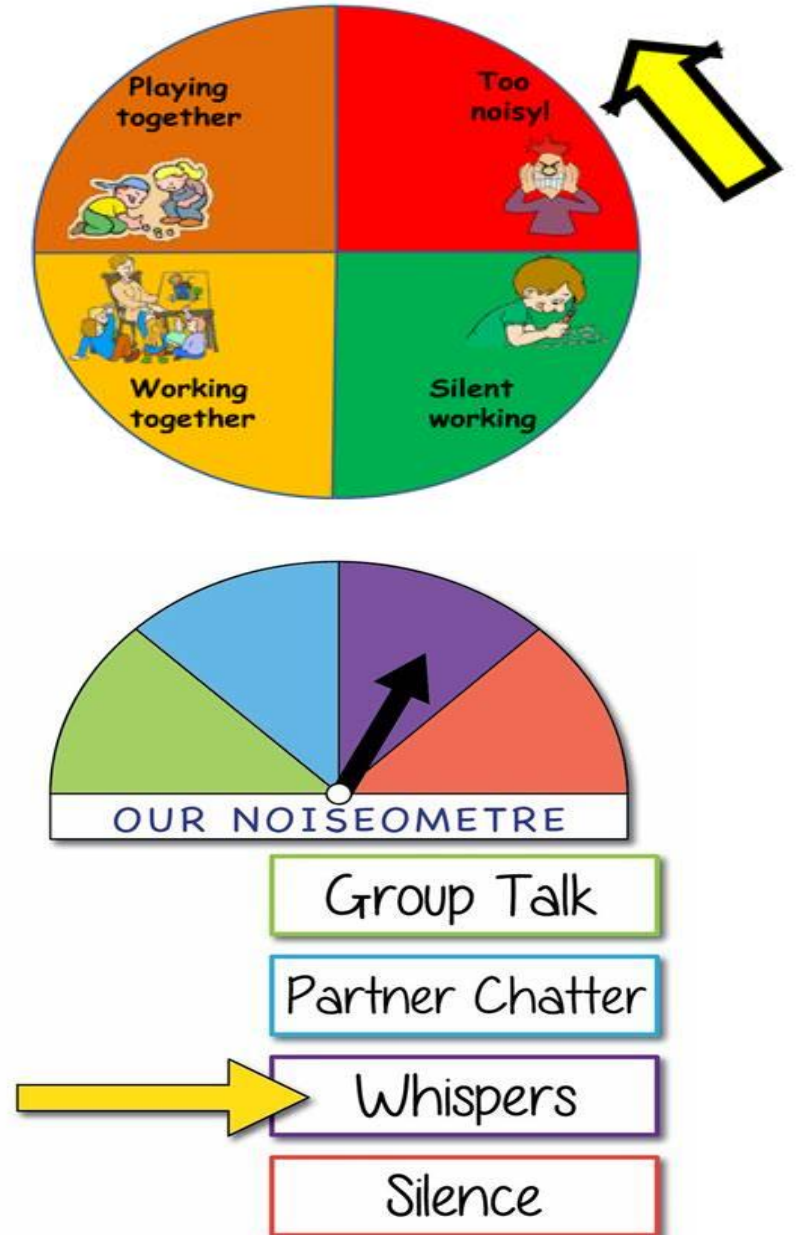 Playing
together
Too
noisy!
Working
together
Silent
working
OUR NOISEOMETRE
Group Talk
Partner Chatter
Whispers
Silence